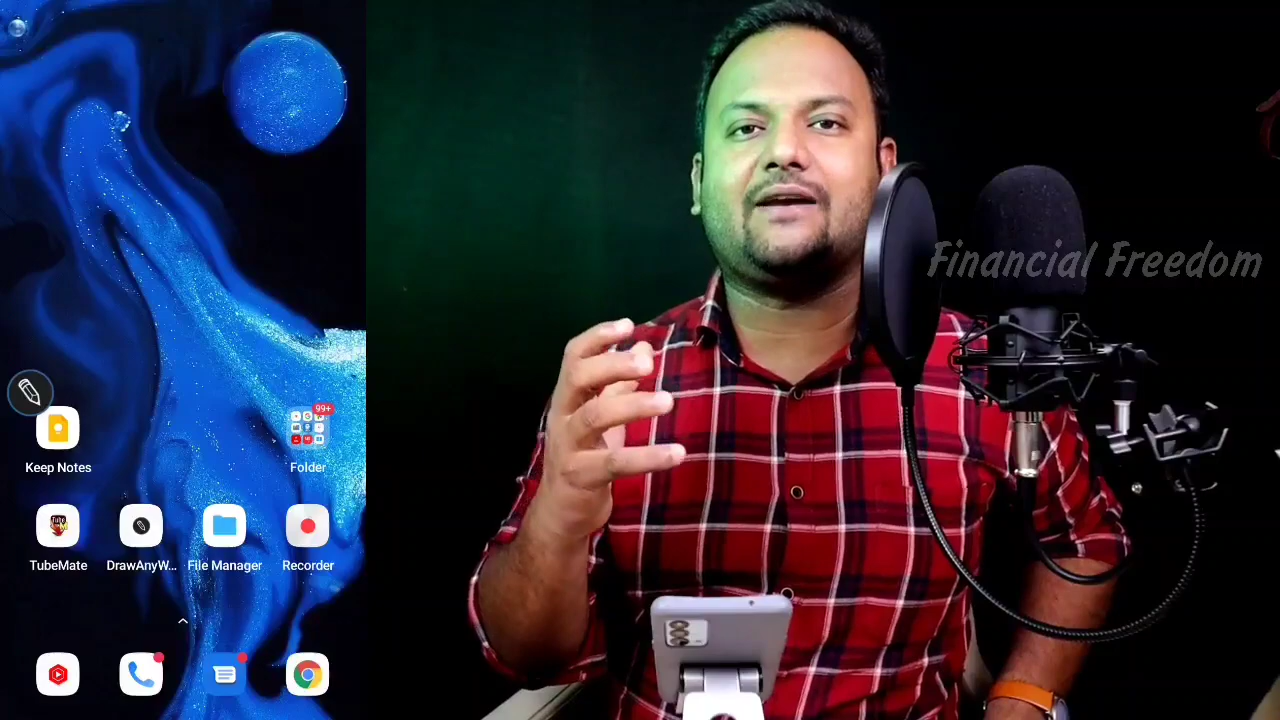 Financial Freedom
99+
Keep Notes
Folder
TubeMate
DrawAnyW...
File Manager
Recorder